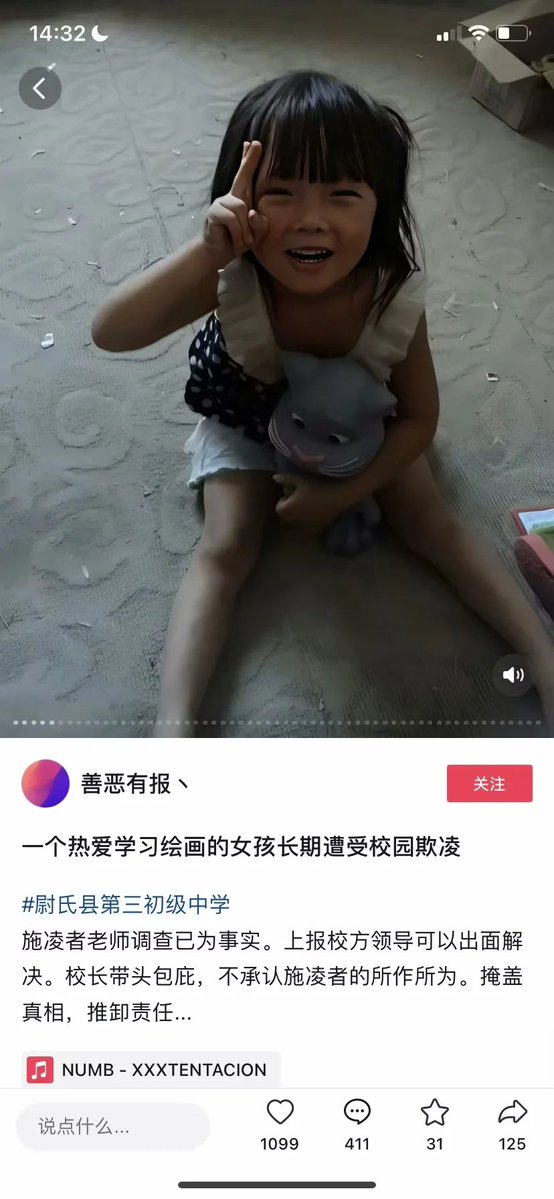 14:32
善恶有报丶
关注
一个热爱学习绘画的女孩长期遭受校园欺凌
#尉氏县第三初级中学
施凌者老师调查已为事实。上报校方领导可以出面解
决。校长带头包庇，不承认施凌者的所作所为。掩盖
真相，推卸责任...
NUMB - XXXTENTACION
说点什么...
1099
411
31
125